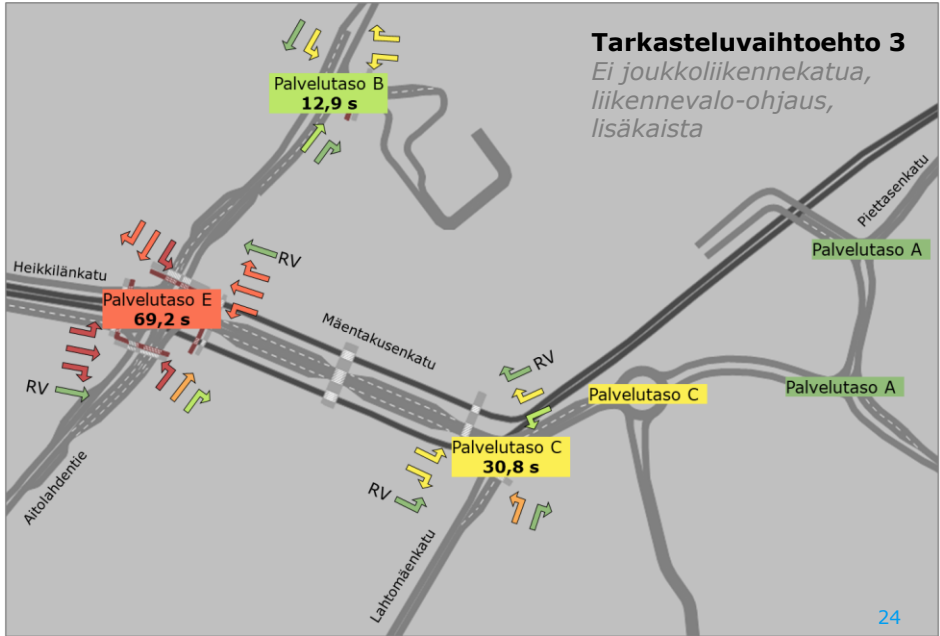 Tarkasteluvaihtoehto 3
Ei joukkoliikennekatua,
liikennevalo-ohjaus,
lisäkaista
Palvelutaso B
12,9 s
Piettasenkatu
Palvelutaso A
RV
Heikkilänkatu
Palvelutaso E
69,2 s
Mäentakusenkatu
RV
RV
Palvelutaso C
Palvelutaso A
Palvelutaso C
30,8 s
RV
Aitolahdentie
Lahtomäenkatu
24